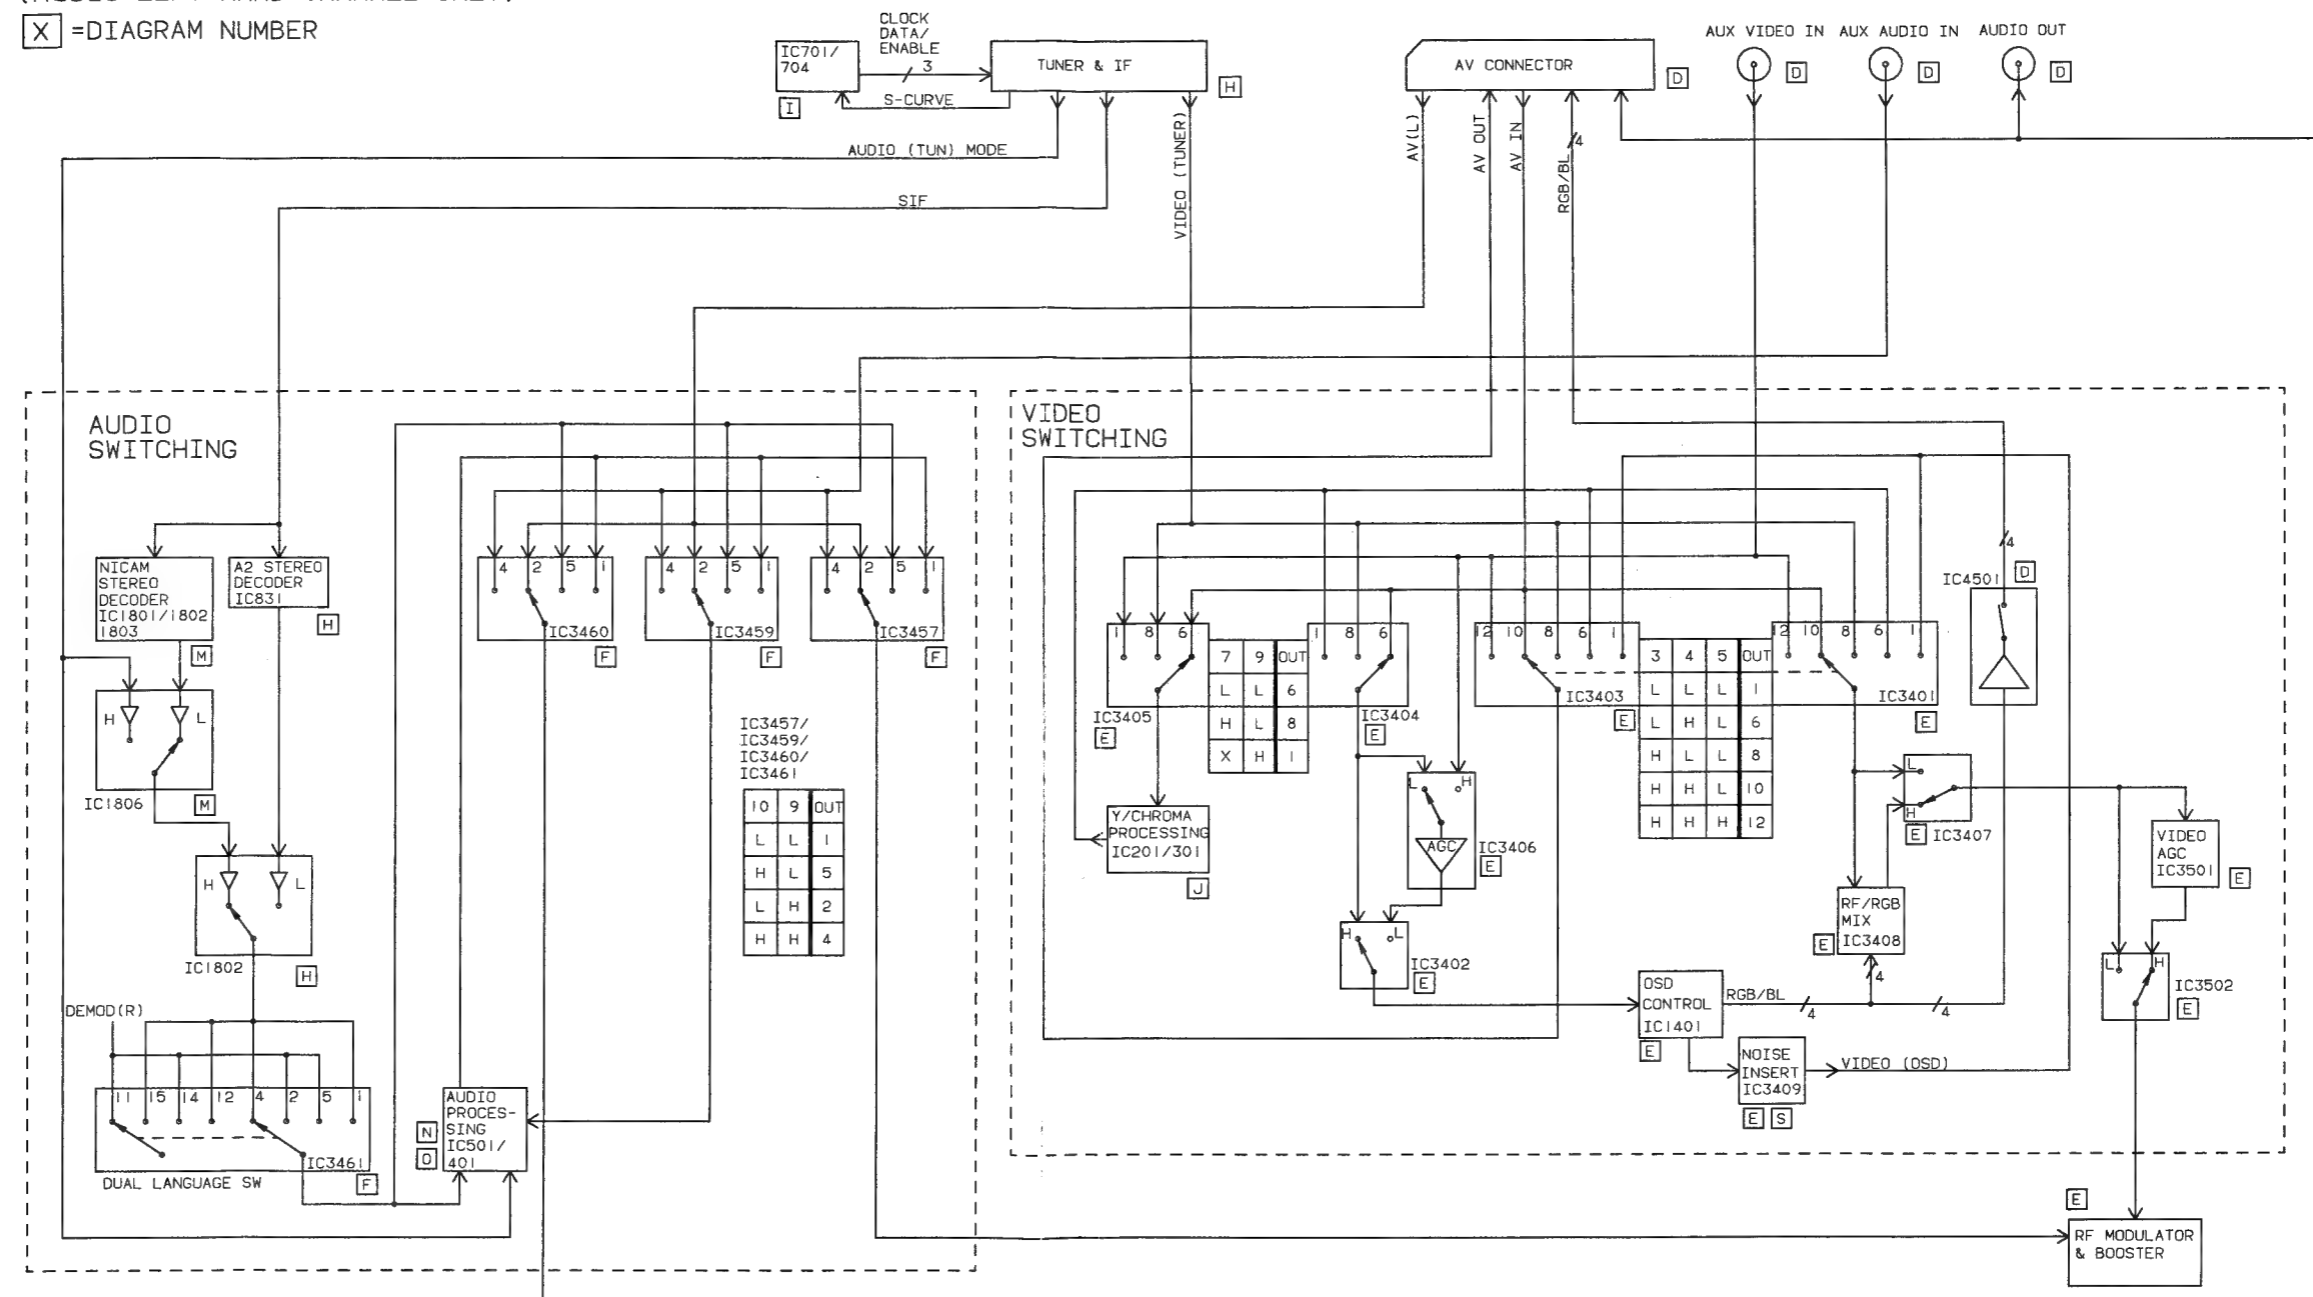 X =DIAGRAM NUMBER
IC701/
704
I
CLOCK
DATA/
ENABLE
3
S-CURVE
TUNER & IF
H
AV CONNECTOR
D
AUX VIDEO IN
D
AUX AUDIO IN
D
AUDIO OUT
D
AUDIO (TUN) MODE
SIF
VIDEO (TUNER)
AV(L)
AV OUT
AV IN
RGB/BL
4
AUDIO
SWITCHING
NICAM
STEREO
DECODER
IC1801/1802
1803
M
A2 STEREO
DECODER
IC831
H
H L
IC1806
M
H L
IC1802
H
DEMOD(R)
11 15 14 12 4 2 5 1
IC3461
DUAL LANGUAGE SW
F
4 2 5 1
IC3460
F
4 2 5 1
IC3459
F
4 2 5 1
IC3457
F
IC3457/
IC3459/
IC3460/
IC3461
10 9 OUT
L L 1
H L 5
L H 2
H H 4
AUDIO
PROCES-
SING
IC501/
401
N
O
VIDEO
SWITCHING
1 8 6
IC3405
E
7 9 OUT
L L 6
H L 8
X H 1
1 8 6
IC3404
E
12 10 8 6 1
IC3403
E
3 4 5 OUT
L L L 1
L H L 6
H L L 8
H H L 10
H H H 12
12 10 8 6 1
IC3401
E
4
IC4501
D
Y/CHROMA
PROCESSING
IC201/301
J
L H
AGC
IC3406
E
H L
IC3402
E
L
H
E IC3407
RF/RGB
MIX
IC3408
E
4
VIDEO
AGC
IC3501
E
L H
IC3502
E
OSD
CONTROL
IC1401
E
RGB/BL
4
4
NOISE
INSERT
IC3409
E S
VIDEO (OSD)
E
RF MODULATOR
& BOOSTER